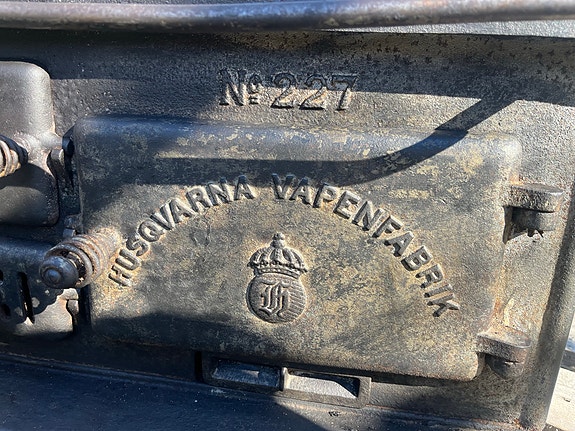 No 227
HUSQVARNA VAPENFABRIK
H